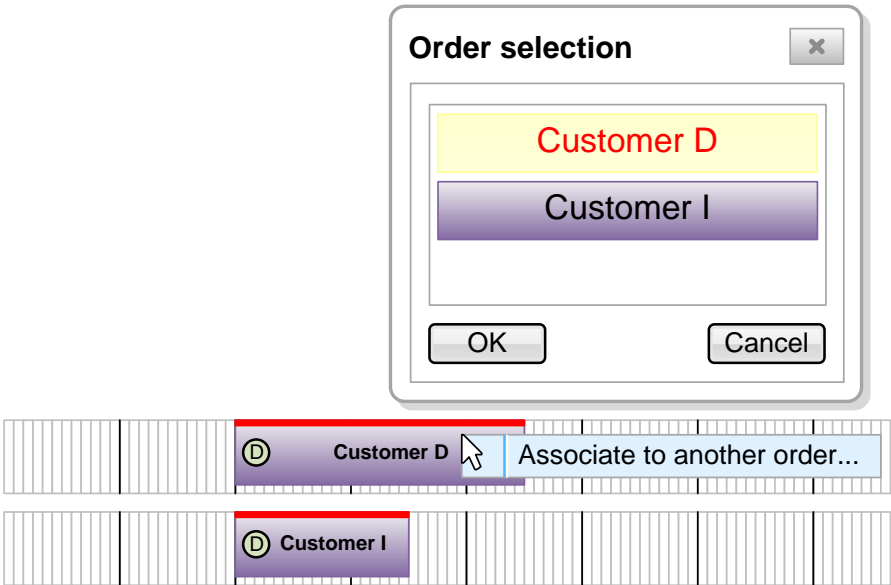 Order selection
Customer D
Customer I
OK
Cancel
D
Customer D
Associate to another order...
D
Customer I